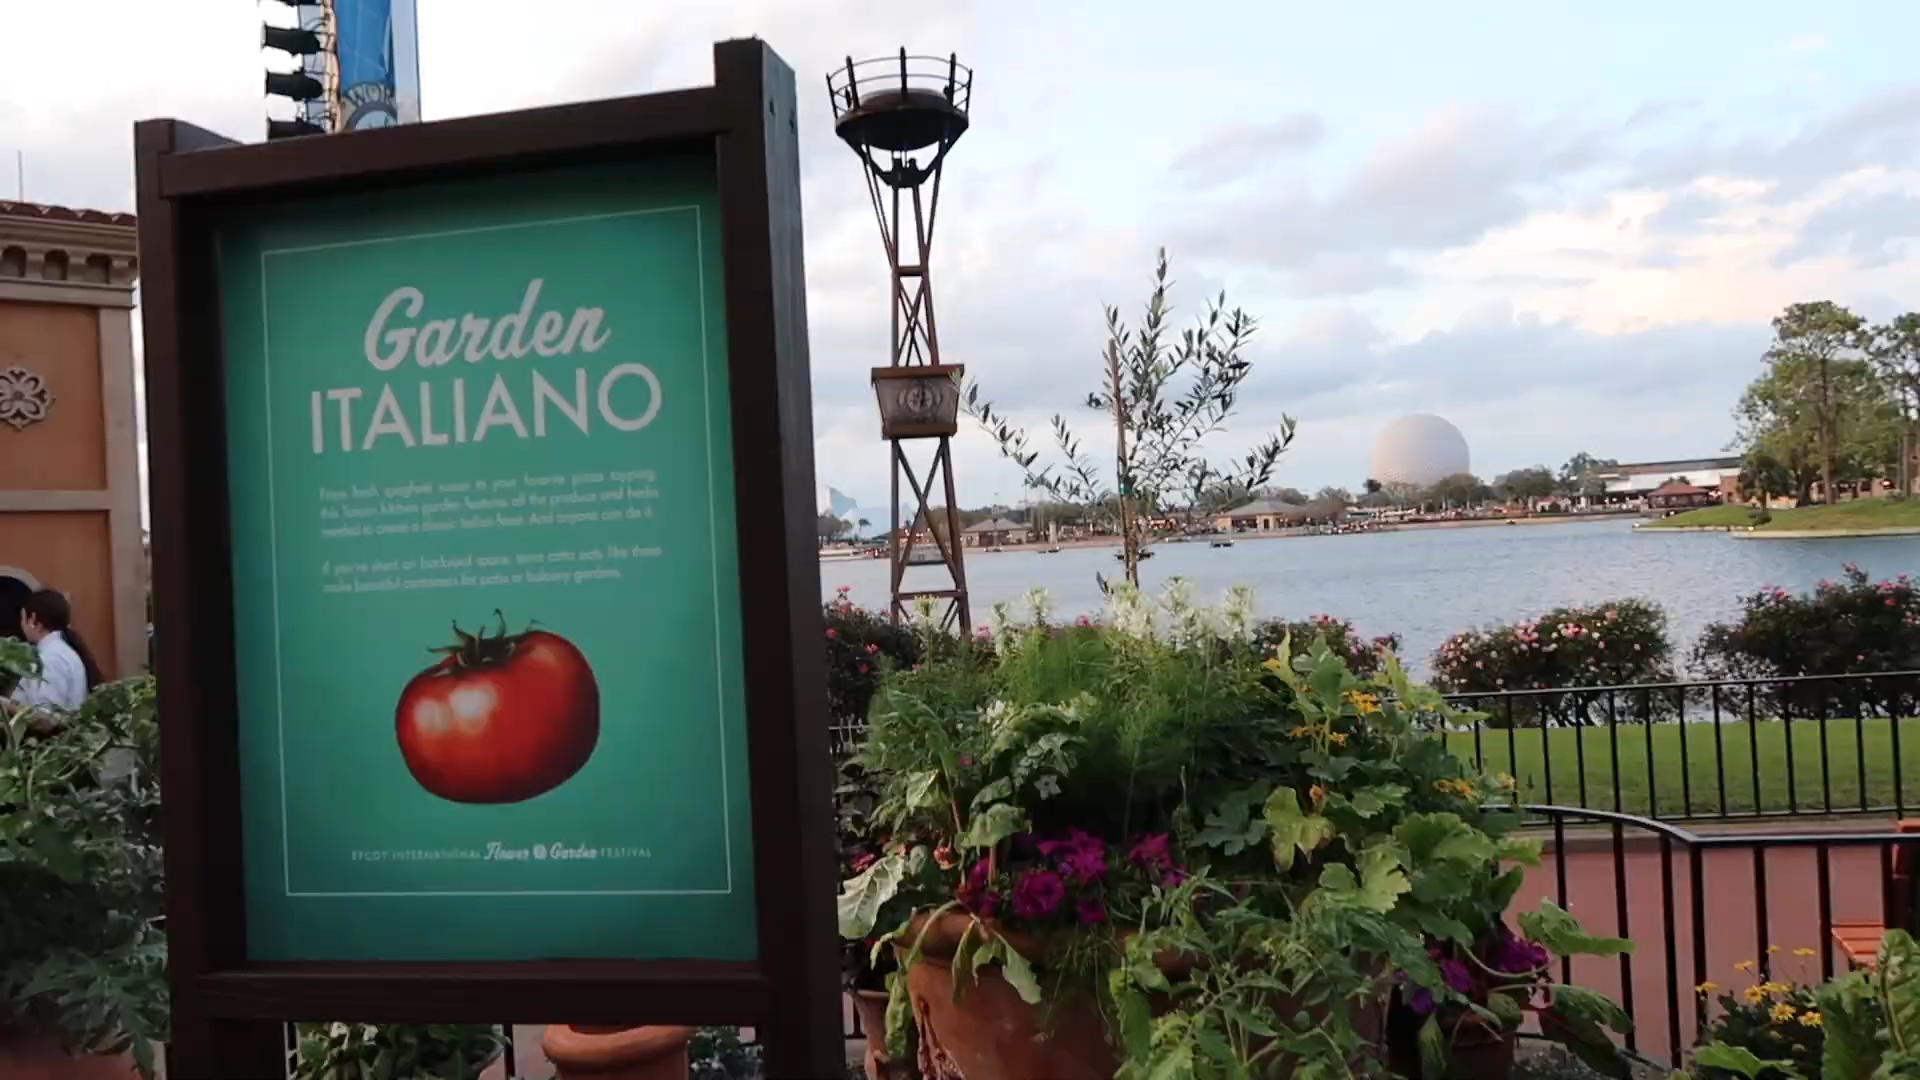 WOR
Garden
ITALIANO
From fresh spaghetti sauce to your favorite pizza topping,
this Tuscan kitchen garden features all the produce and herbs
needed to create a classic Italian feast. And anyone can do it.
If you're short on backyard space, terra cotta pots like these
make beautiful containers for patio or balcony gardens.
EPCOT INTERNATIONAL Flower & Garden FESTIVAL